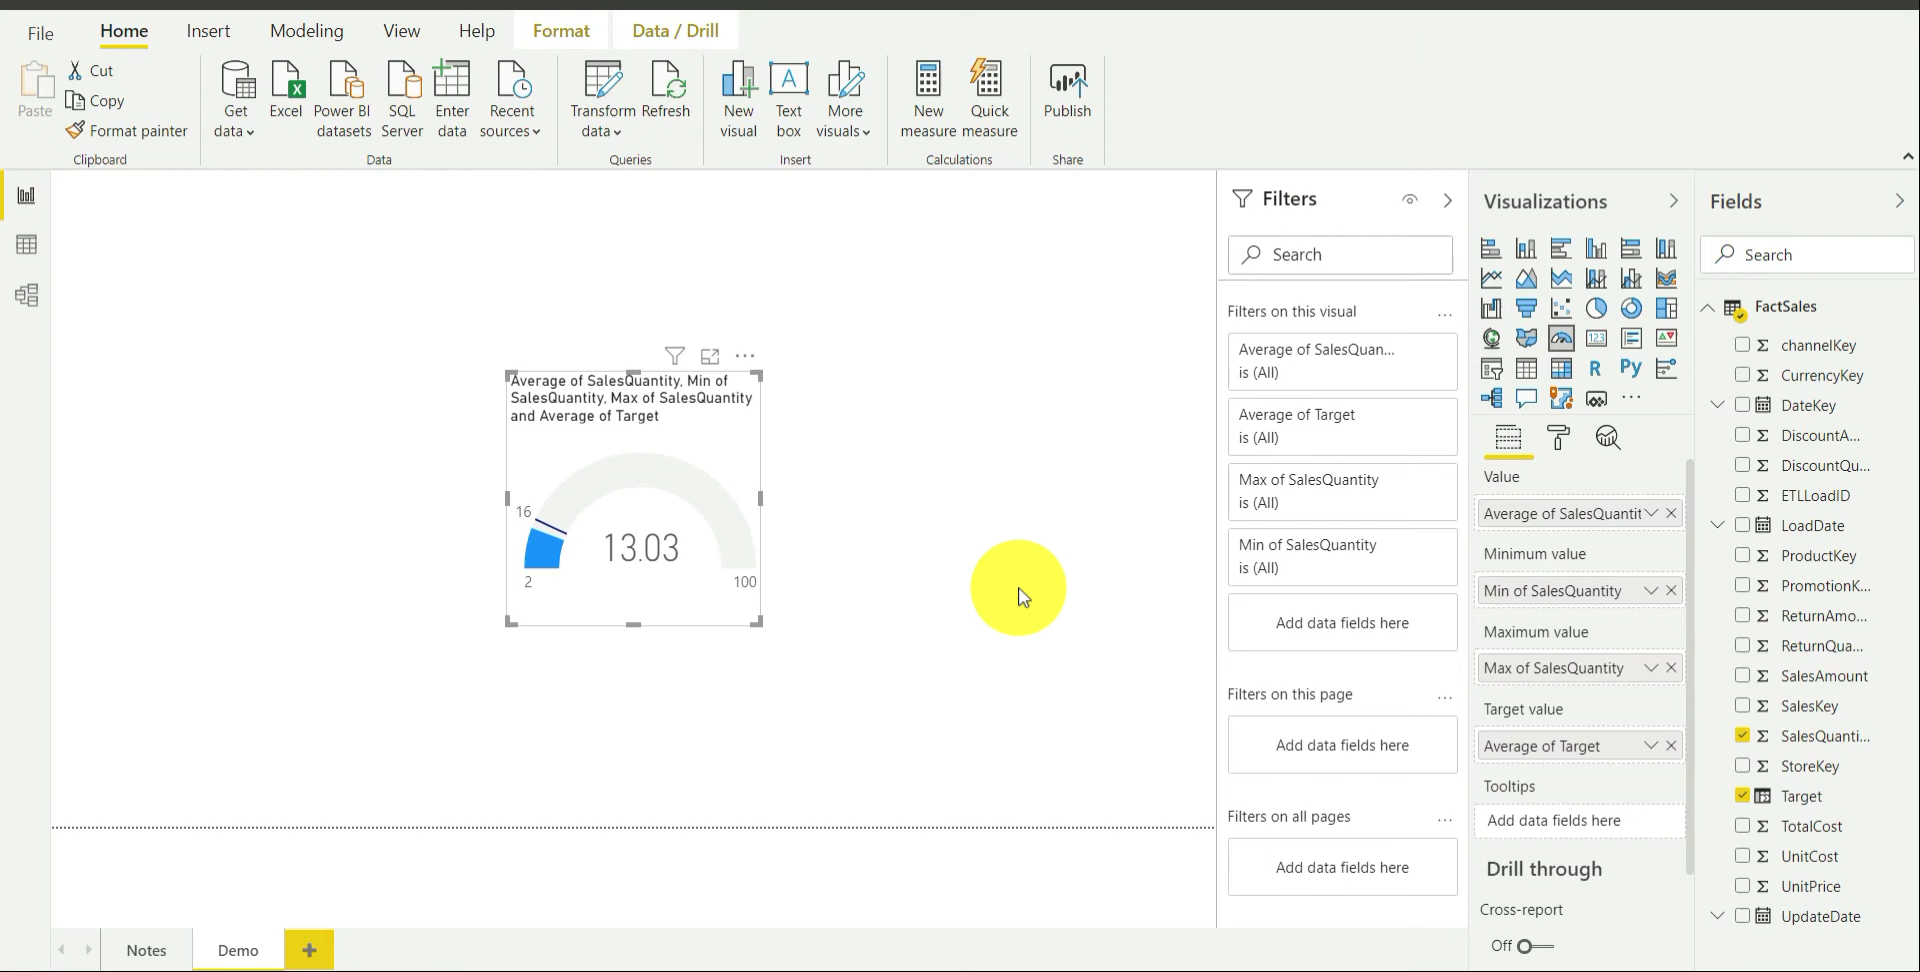 File
Home
Insert
Modeling
View
Help
Format
Data / Drill
Paste
Cut
Copy
Format painter
Clipboard
Get
data
Excel
Power BI
datasets
SQL
Server
Enter
data
Recent
sources
Data
Transform
data
Refresh
Queries
New
visual
Text
box
More
visuals
Insert
New
measure
Quick
measure
Calculations
Publish
Share
Average of SalesQuantity, Min of
SalesQuantity, Max of SalesQuantity
and Average of Target
16
13.03
2
100
Filters
Search
Filters on this visual
...
Average of SalesQuan...
is (All)
Average of Target
is (All)
Max of SalesQuantity
is (All)
Min of SalesQuantity
is (All)
Add data fields here
Filters on this page
...
Add data fields here
Filters on all pages
...
Add data fields here
Visualizations
123
R
Py
...
Value
Average of SalesQuantit
Minimum value
Min of SalesQuantity
Maximum value
Max of SalesQuantity
Target value
Average of Target
Tooltips
Add data fields here
Drill through
Cross-report
Off
Fields
Search
FactSales
channelKey
CurrencyKey
DateKey
DiscountA...
DiscountQu...
ETLLoadID
LoadDate
ProductKey
PromotionK...
ReturnAmo...
ReturnQua...
SalesAmount
SalesKey
SalesQuanti...
StoreKey
Target
TotalCost
UnitCost
UnitPrice
UpdateDate
Notes
Demo
+